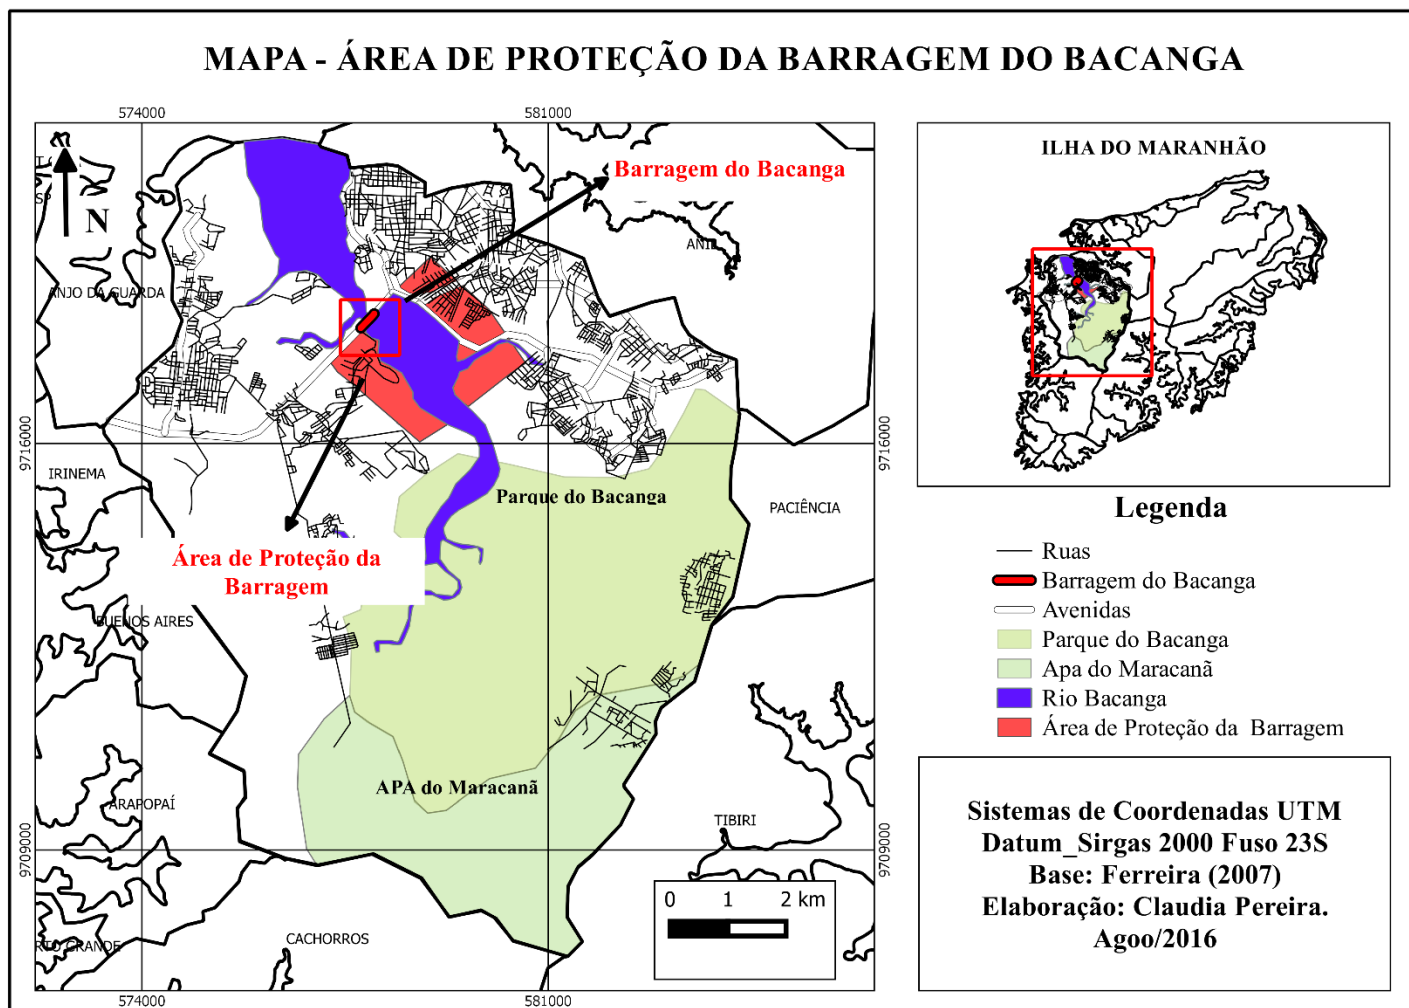 MAPA - ÁREA DE PROTEÇÃO DA BARRAGEM DO BACANGA
574000
581000
N
Barragem do Bacanga
ANJO DA GUARDA
9716000
9716000
IRINEMA
Parque do Bacanga
PACIÊNCIA
Área de Proteção da
Barragem
BUENOS AIRES
APA do Maracanã
ARAPOPAÍ
TIBIRI
9709000
9709000
0 1 2 km
CACHORROS
574000
581000
ILHA DO MARANHÃO
Legenda
Ruas
Barragem do Bacanga
Avenidas
Parque do Bacanga
Apa do Maracanã
Rio Bacanga
Área de Proteção da Barragem
Sistemas de Coordenadas UTM
Datum_Sirgas 2000 Fuso 23S
Base: Ferreira (2007)
Elaboração: Claudia Pereira.
Agoo/2016